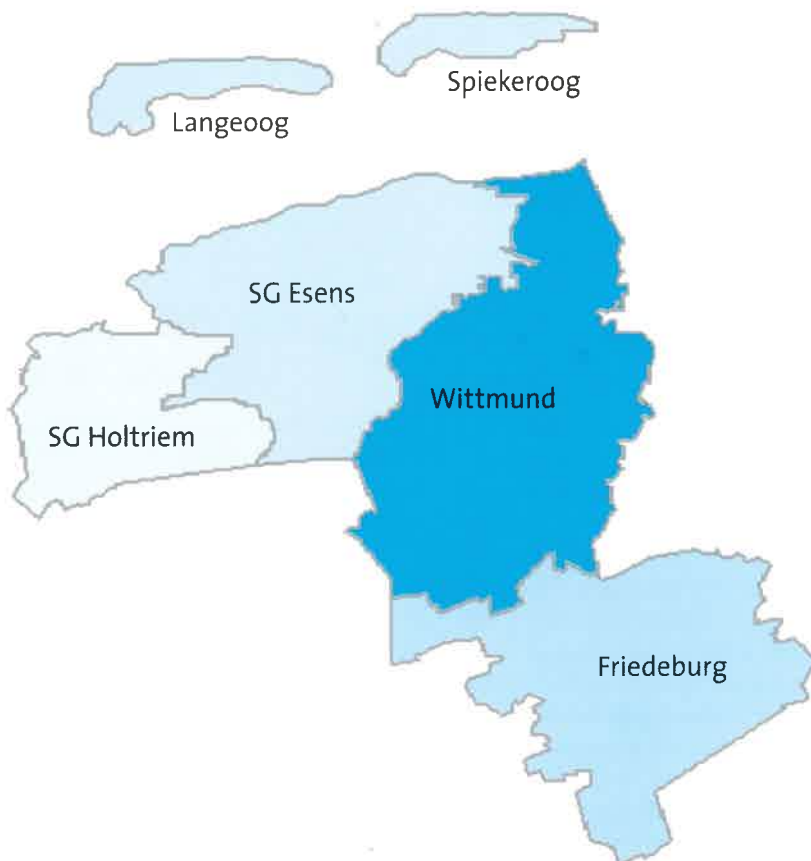 Spiekeroog
Langeoog
SG Esens
Wittmund
SG Holtriem
Friedeburg